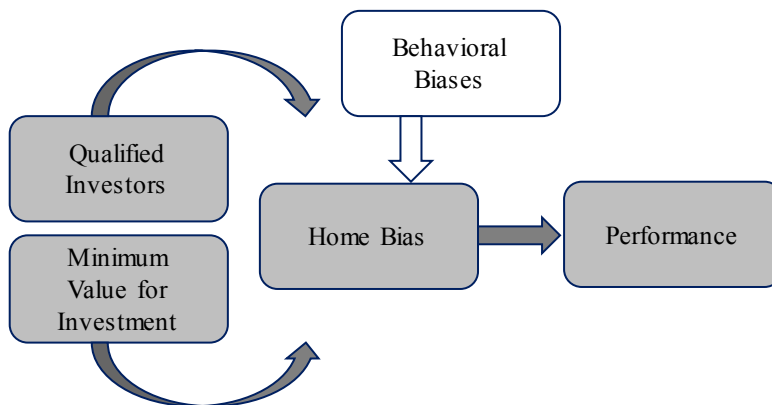 Behavioral
Biases
Qualified
Investors
Home Bias
Performance
Minimum
Value for
Investment